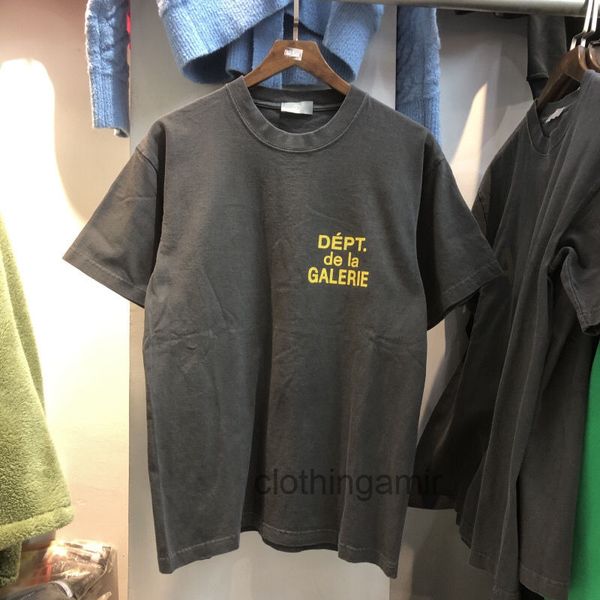 DÉPT.
de la
GALERIE
clothingamir